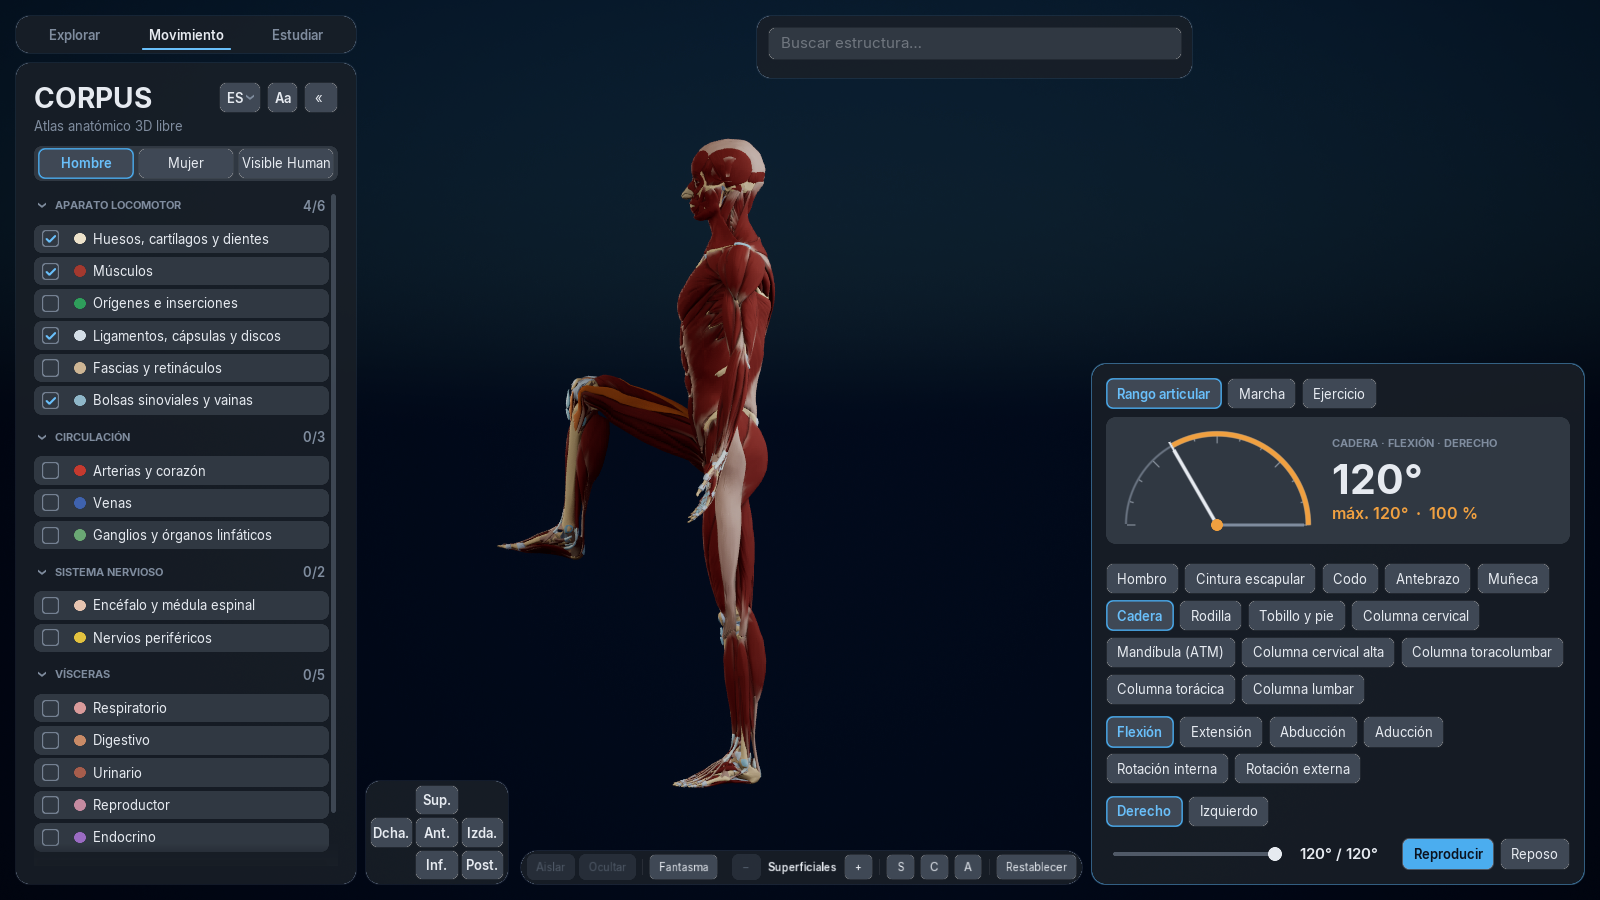 Explorar Movimiento Estudiar
Buscar estructura...
CORPUS ES Aa «
Atlas anatómico 3D libre
Hombre Mujer Visible Human
APARATO LOCOMOTOR 4/6
Huesos, cartílagos y dientes
Músculos
Orígenes e inserciones
Ligamentos, cápsulas y discos
Fascias y retináculos
Bolsas sinoviales y vainas
CIRCULACIÓN 0/3
Arterias y corazón
Venas
Ganglios y órganos linfáticos
SISTEMA NERVIOSO 0/2
Encéfalo y médula espinal
Nervios periféricos
VÍSCERAS 0/5
Respiratorio
Digestivo
Urinario
Reproductor
Endocrino
Sup.
Dcha. Ant. Izda.
Inf. Post.
Aislar Ocultar Fantasma − Superficiales + S C A Restablecer
Rango articular Marcha Ejercicio
CADERA · FLEXIÓN · DERECHO
120°
máx. 120° · 100 %
Hombro Cintura escapular Codo Antebrazo Muñeca
Cadera Rodilla Tobillo y pie Columna cervical
Mandíbula (ATM) Columna cervical alta Columna toracolumbar
Columna torácica Columna lumbar
Flexión Extensión Abducción Aducción
Rotación interna Rotación externa
Derecho Izquierdo
120° / 120° Reproducir Reposo